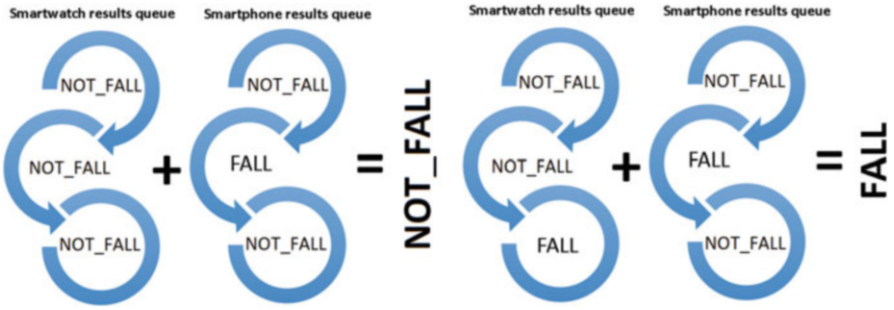 Smartwatch results queue
Smartphone results queue
NOT_FALL
NOT_FALL
NOT_FALL
FALL
NOT_FALL
NOT_FALL
+
=
NOT_FALL
Smartwatch results queue
Smartphone results queue
NOT_FALL
NOT_FALL
NOT_FALL
FALL
FALL
NOT_FALL
+
=
FALL